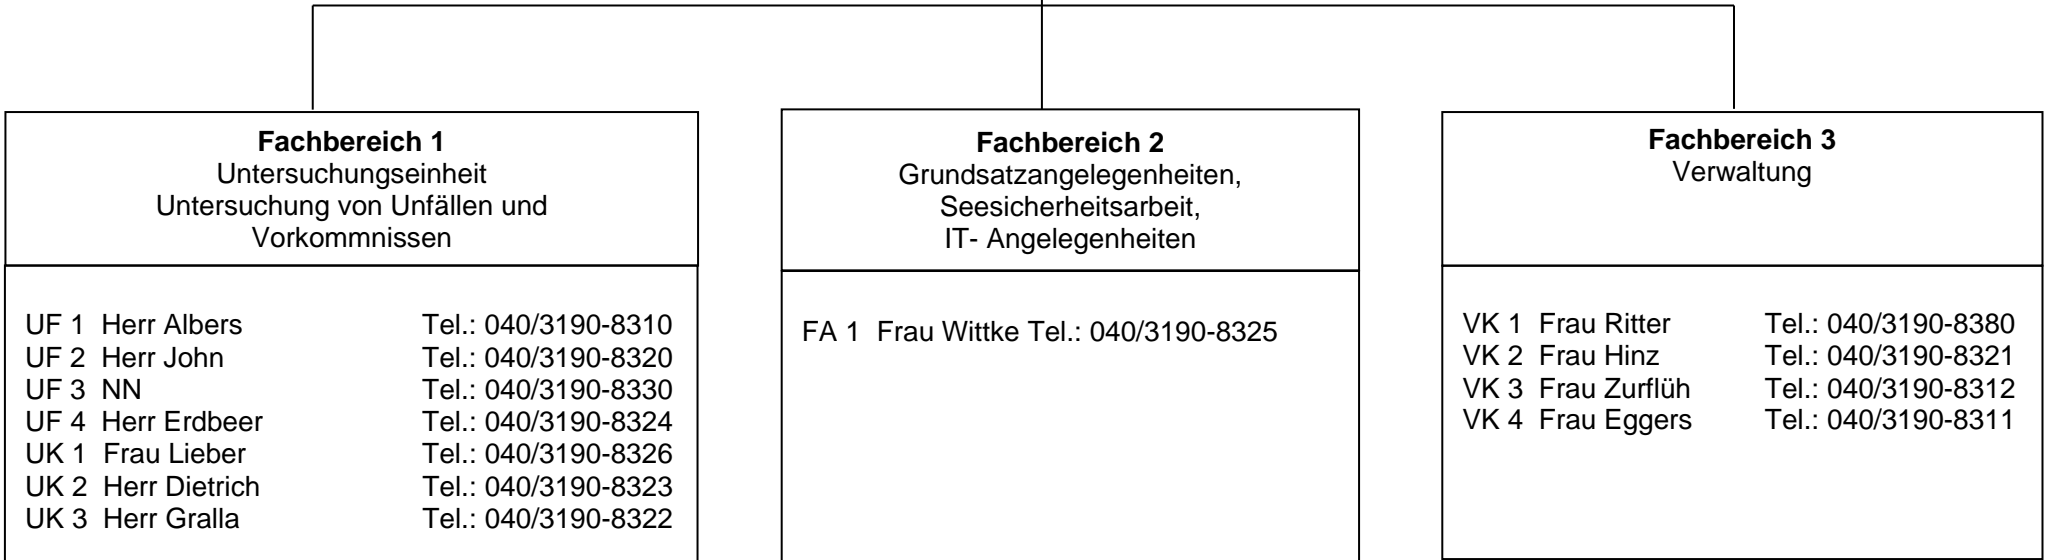 Fachbereich 1
Untersuchungseinheit
Untersuchung von Unfällen und
Vorkommnissen
UF 1 Herr Albers Tel.: 040/3190-8310
UF 2 Herr John Tel.: 040/3190-8320
UF 3 NN Tel.: 040/3190-8330
UF 4 Herr Erdbeer Tel.: 040/3190-8324
UK 1 Frau Lieber Tel.: 040/3190-8326
UK 2 Herr Dietrich Tel.: 040/3190-8323
UK 3 Herr Gralla Tel.: 040/3190-8322
Fachbereich 2
Grundsatzangelegenheiten,
Seesicherheitsarbeit,
IT- Angelegenheiten
FA 1 Frau Wittke Tel.: 040/3190-8325
Fachbereich 3
Verwaltung
VK 1 Frau Ritter Tel.: 040/3190-8380
VK 2 Frau Hinz Tel.: 040/3190-8321
VK 3 Frau Zurflüh Tel.: 040/3190-8312
VK 4 Frau Eggers Tel.: 040/3190-8311